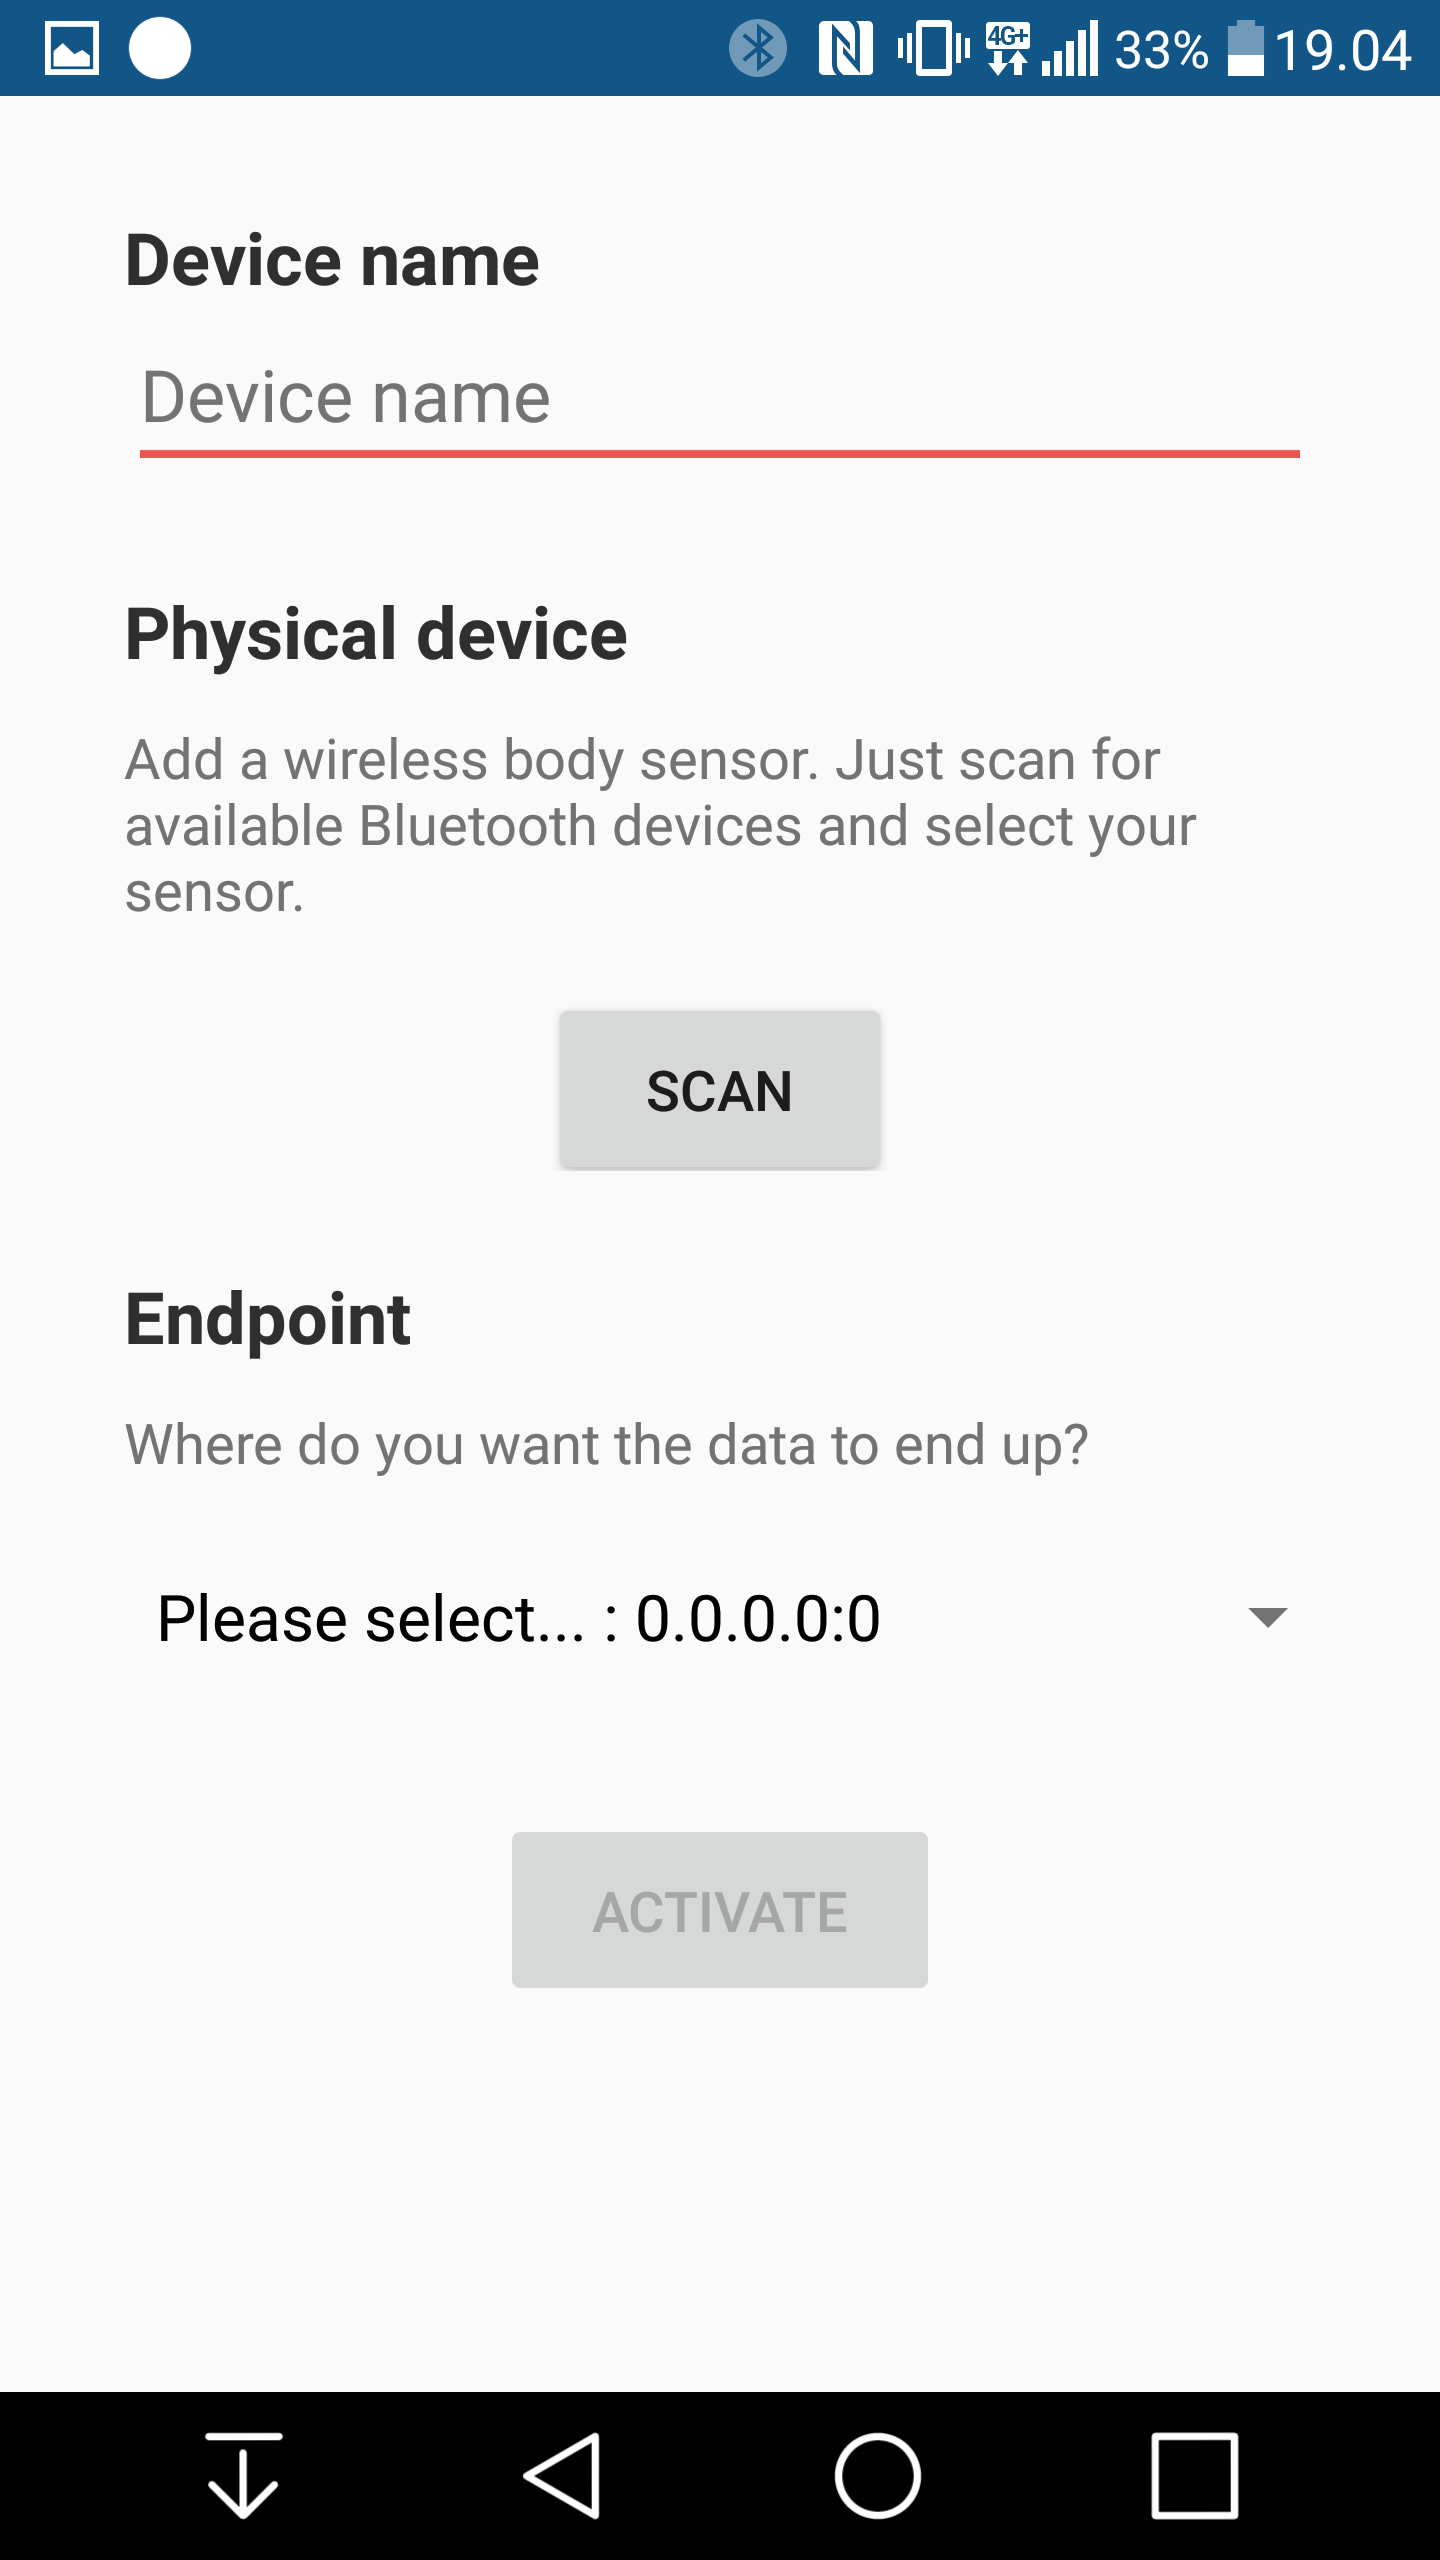 4G+ 33% 19.04
Device name
Device name
Physical device
Add a wireless body sensor. Just scan for
available Bluetooth devices and select your
sensor.
SCAN
Endpoint
Where do you want the data to end up?
Please select... : 0.0.0.0:0
ACTIVATE